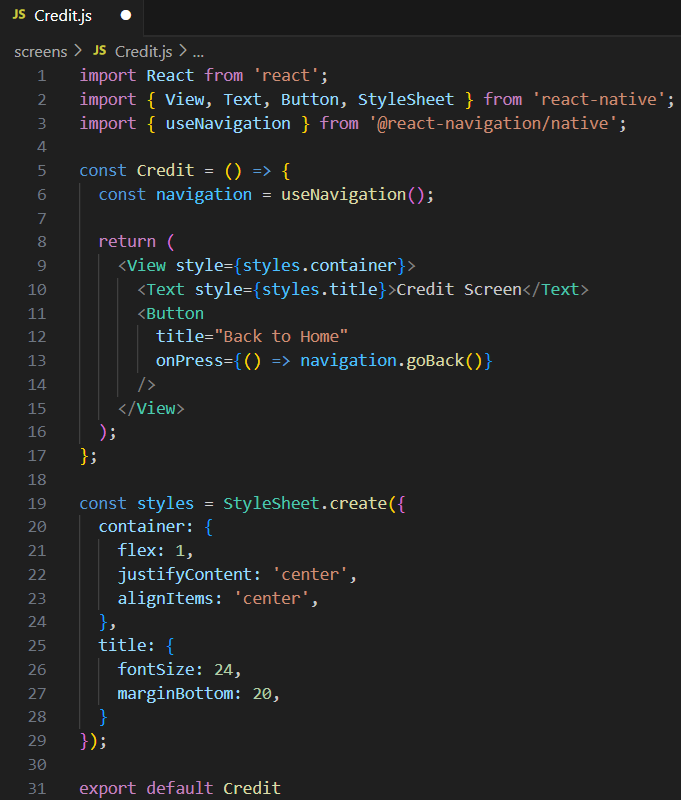 JS Credit.js
screens > JS Credit.js > ...
1 import React from 'react';
2 import { View, Text, Button, StyleSheet } from 'react-native';
3 import { useNavigation } from '@react-navigation/native';
4
5 const Credit = () => {
6   const navigation = useNavigation();
7
8   return (
9     <View style={styles.container}>
10       <Text style={styles.title}>Credit Screen</Text>
11       <Button
12         title="Back to Home"
13         onPress={() => navigation.goBack()}
14       />
15     </View>
16   );
17 };
18
19 const styles = StyleSheet.create({
20   container: {
21     flex: 1,
22     justifyContent: 'center',
23     alignItems: 'center',
24   },
25   title: {
26     fontSize: 24,
27     marginBottom: 20,
28   }
29 });
30
31 export default Credit